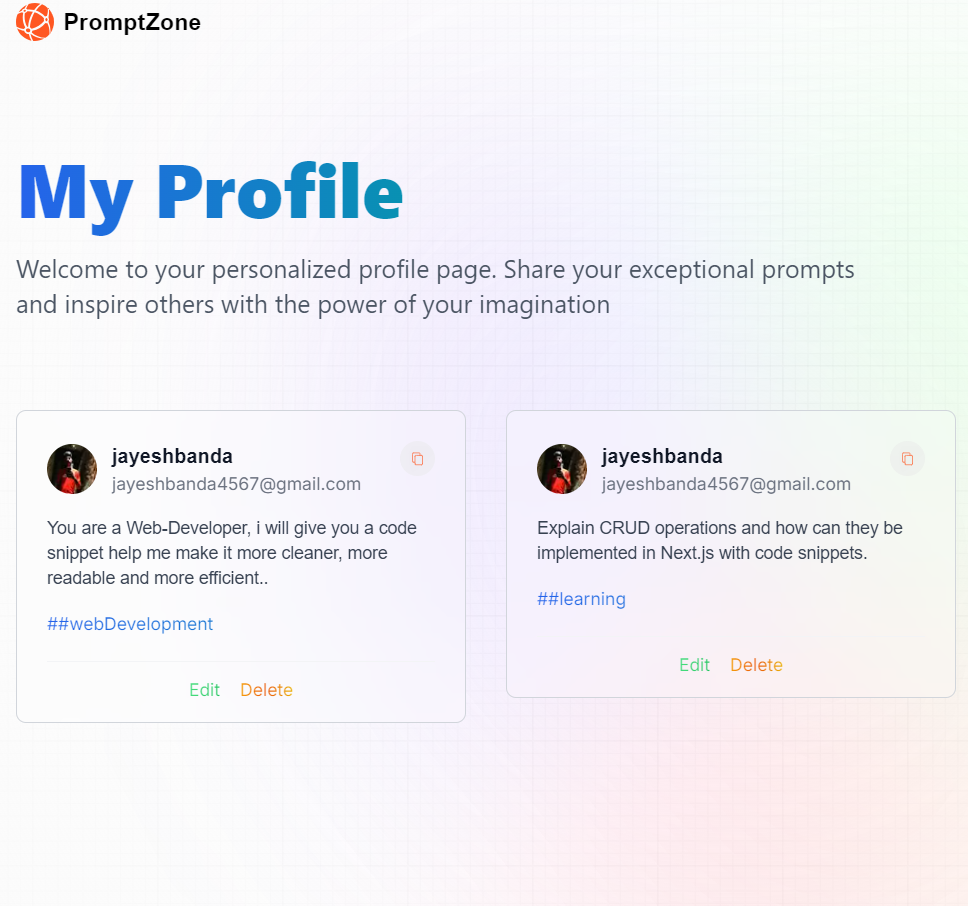 PromptZone
My Profile
Welcome to your personalized profile page. Share your exceptional prompts
and inspire others with the power of your imagination
jayeshbanda
jayeshbanda4567@gmail.com
You are a Web-Developer, i will give you a code
snippet help me make it more cleaner, more
readable and more efficient..
##webDevelopment
Edit Delete
jayeshbanda
jayeshbanda4567@gmail.com
Explain CRUD operations and how can they be
implemented in Next.js with code snippets.
##learning
Edit Delete